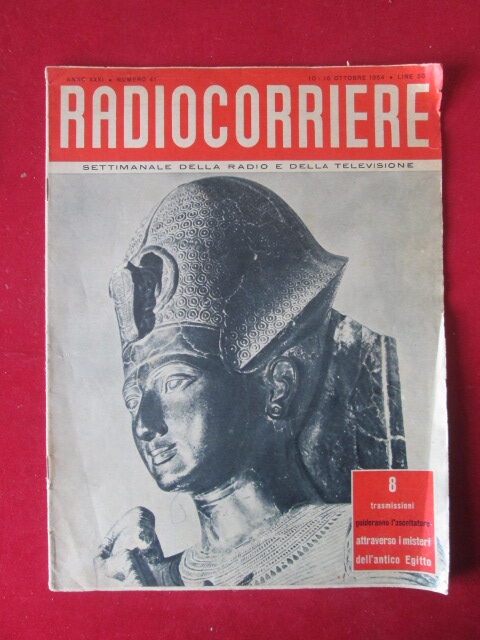 ANNO XXXI • NUMERO 41
10-16 OTTOBRE 1954 • LIRE 50
RADIOCORRIERE
SETTIMANALE DELLA RADIO E DELLA TELEVISIONE
8
trasmissioni
guideranno l'ascoltatore
attraverso i misteri
dell'antico Egitto